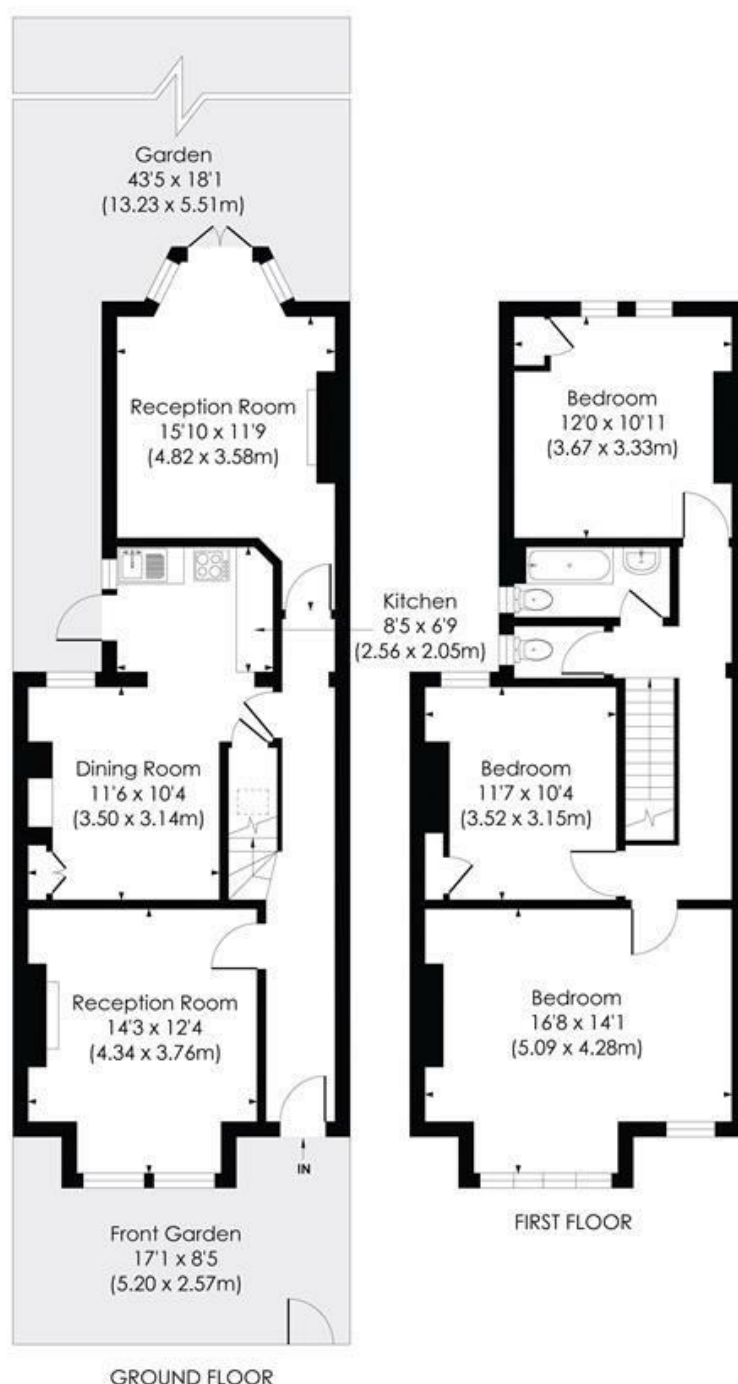 Garden
43'5 x 18'1
(13.23 x 5.51m)
Reception Room
15'10 x 11'9
(4.82 x 3.58m)
Kitchen
8'5 x 6'9
(2.56 x 2.05m)
Dining Room
11'6 x 10'4
(3.50 x 3.14m)
Reception Room
14'3 x 12'4
(4.34 x 3.76m)
IN
Front Garden
17'1 x 8'5
(5.20 x 2.57m)
GROUND FLOOR
Bedroom
12'0 x 10'11
(3.67 x 3.33m)
Bedroom
11'7 x 10'4
(3.52 x 3.15m)
Bedroom
16'8 x 14'1
(5.09 x 4.28m)
FIRST FLOOR